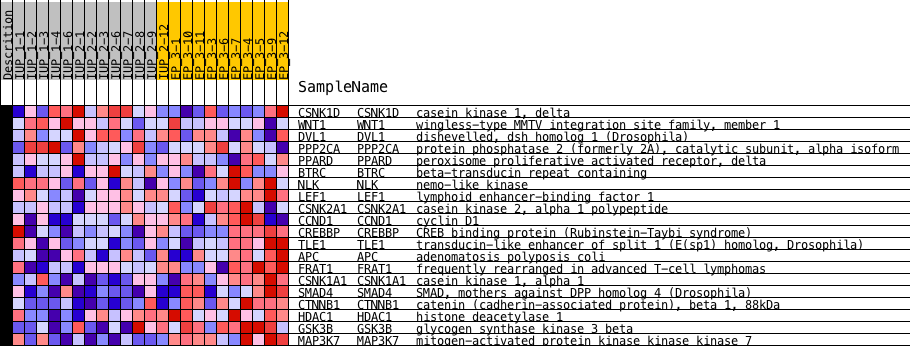 Descrition
IUP_1-1
IUP_1-2
IUP_1-3
IUP_1-4
IUP_1-6
IUP_2-1
IUP_2-2
IUP_2-3
IUP_2-6
IUP_2-7
IUP_2-8
IUP_2-9
IUP_2-12
EP_3-1
EP_3-10
EP_3-11
EP_3-3
EP_3-6
EP_3-7
EP_3-4
EP_3-5
EP_3-9
EP_3-12
SampleName
CSNK1D CSNK1D casein kinase 1, delta
WNT1 WNT1 wingless-type MMTV integration site family, member 1
DVL1 DVL1 dishevelled, dsh homolog 1 (Drosophila)
PPP2CA PPP2CA protein phosphatase 2 (formerly 2A), catalytic subunit, alpha isoform
PPARD PPARD peroxisome proliferative activated receptor, delta
BTRC BTRC beta-transducin repeat containing
NLK NLK nemo-like kinase
LEF1 LEF1 lymphoid enhancer-binding factor 1
CSNK2A1 CSNK2A1 casein kinase 2, alpha 1 polypeptide
CCND1 CCND1 cyclin D1
CREBBP CREBBP CREB binding protein (Rubinstein-Taybi syndrome)
TLE1 TLE1 transducin-like enhancer of split 1 (E(sp1) homolog, Drosophila)
APC APC adenomatosis polyposis coli
FRAT1 FRAT1 frequently rearranged in advanced T-cell lymphomas
CSNK1A1 CSNK1A1 casein kinase 1, alpha 1
SMAD4 SMAD4 SMAD, mothers against DPP homolog 4 (Drosophila)
CTNNB1 CTNNB1 catenin (cadherin-associated protein), beta 1, 88kDa
HDAC1 HDAC1 histone deacetylase 1
GSK3B GSK3B glycogen synthase kinase 3 beta
MAP3K7 MAP3K7 mitogen-activated protein kinase kinase kinase 7